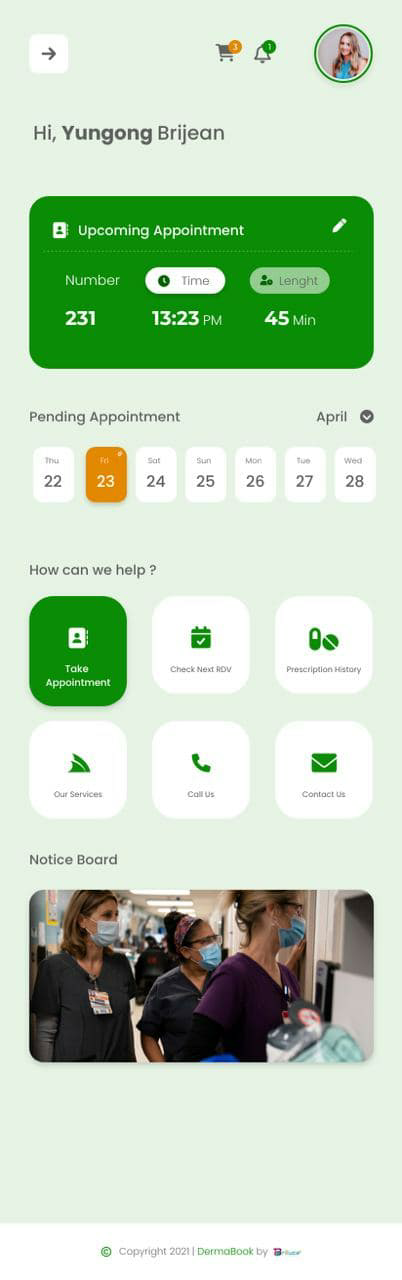 3
1
Hi, Yungong Brijean
Upcoming Appointment
Number Time Lenght
231 13:23 PM 45 Min
Pending Appointment April
Thu Fri Sat Sun Mon Tue Wed
22 23 24 25 26 27 28
How can we help ?
Take
Appointment
Check Next RDV
Prescription History
Our Services
Call Us
Contact Us
Notice Board
© Copyright 2021 | DermaBook by